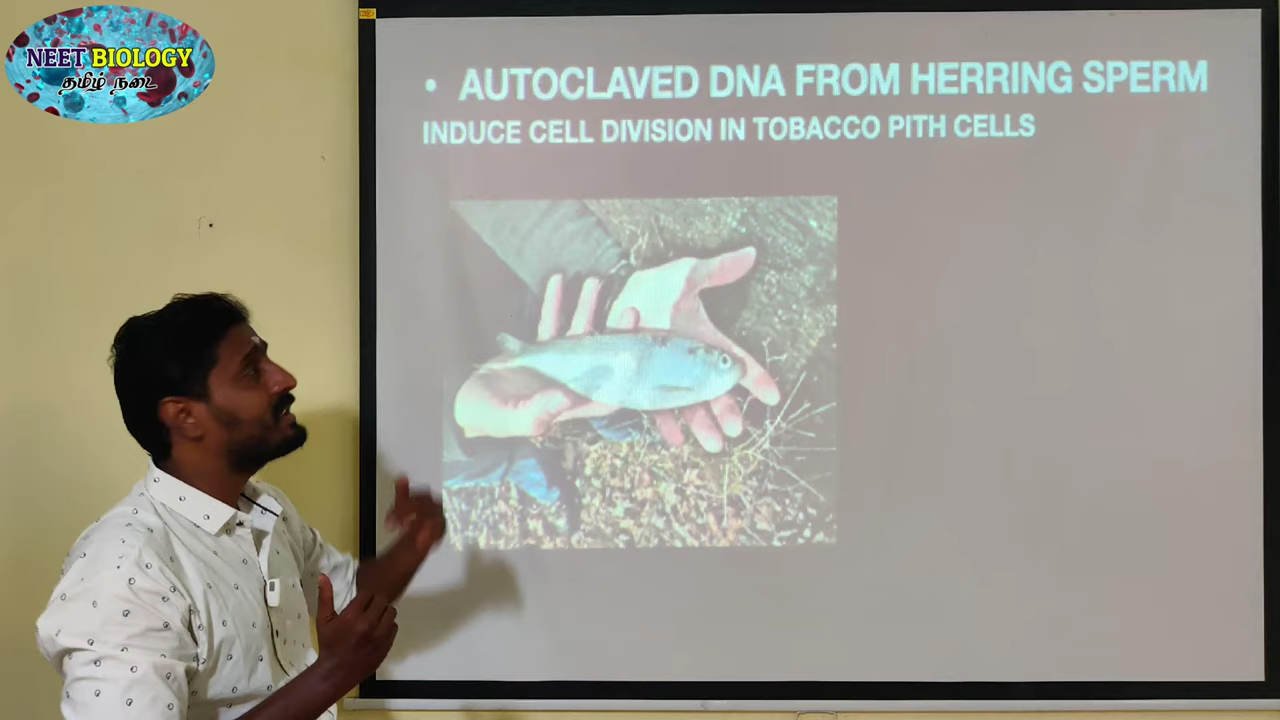 NEET BIOLOGY
தமிழ் நடை
• AUTOCLAVED DNA FROM HERRING SPERM
INDUCE CELL DIVISION IN TOBACCO PITH CELLS